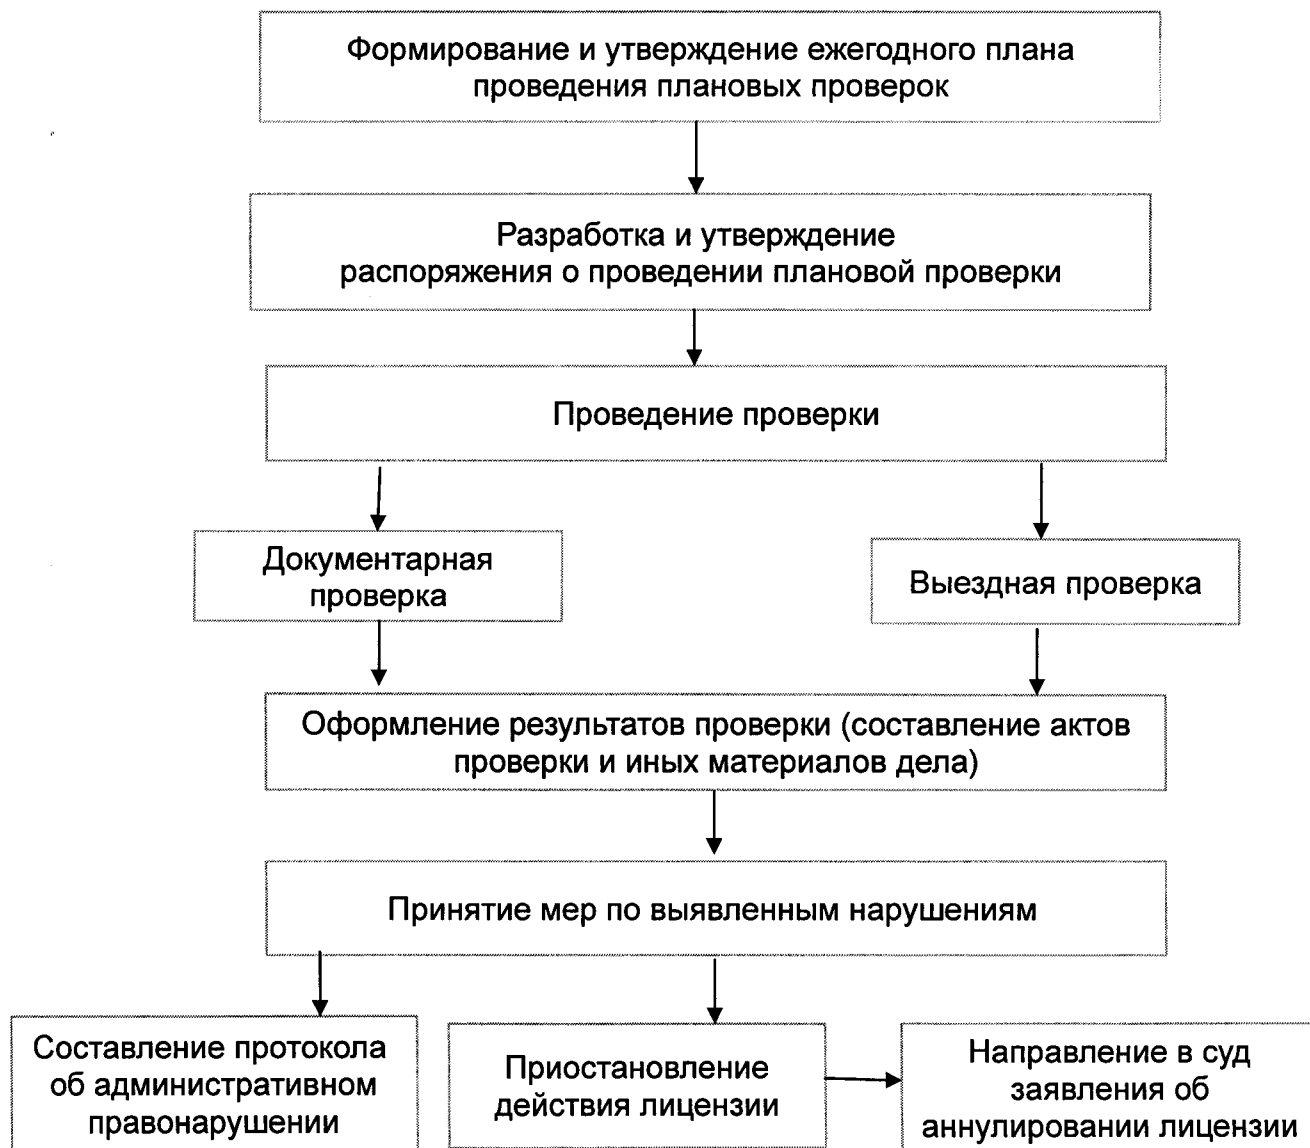 Формирование и утверждение ежегодного плана
проведения плановых проверок
Разработка и утверждение
распоряжения о проведении плановой проверки
Проведение проверки
Документарная
проверка
Выездная проверка
Оформление результатов проверки (составление актов
проверки и иных материалов дела)
Принятие мер по выявленным нарушениям
Составление протокола
об административном
правонарушении
Приостановление
действия лицензии
Направление в суд
заявления об
аннулировании лицензии